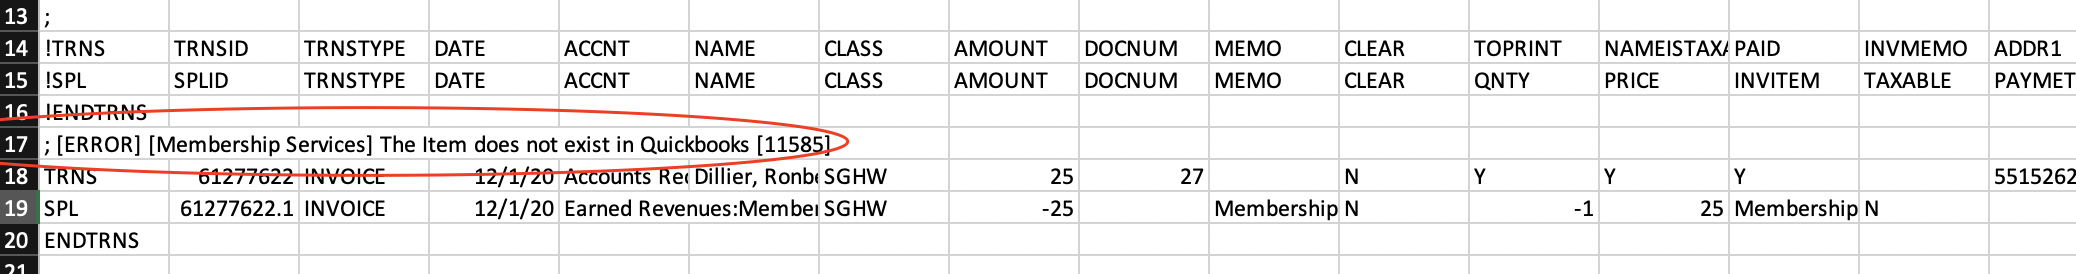 13 ;
14 !TRNS TRNSID TRNSTYPE DATE ACCNT NAME CLASS AMOUNT DOCNUM MEMO CLEAR TOPRINT NAMEISTAXA PAID INVMEMO ADDR1
15 !SPL SPLID TRNSTYPE DATE ACCNT NAME CLASS AMOUNT DOCNUM MEMO CLEAR QNTY PRICE INVITEM TAXABLE PAYMET
16 !ENDTRNS
17 ; [ERROR] [Membership Services] The Item does not exist in Quickbooks [11585]
18 TRNS 61277622 INVOICE 12/1/20 Accounts Rec Dillier, Ronbe SGHW 25 27 N Y Y Y 5515262
19 SPL 61277622.1 INVOICE 12/1/20 Earned Revenues:Member SGHW -25 Membership N -1 25 Membership N
20 ENDTRNS
21